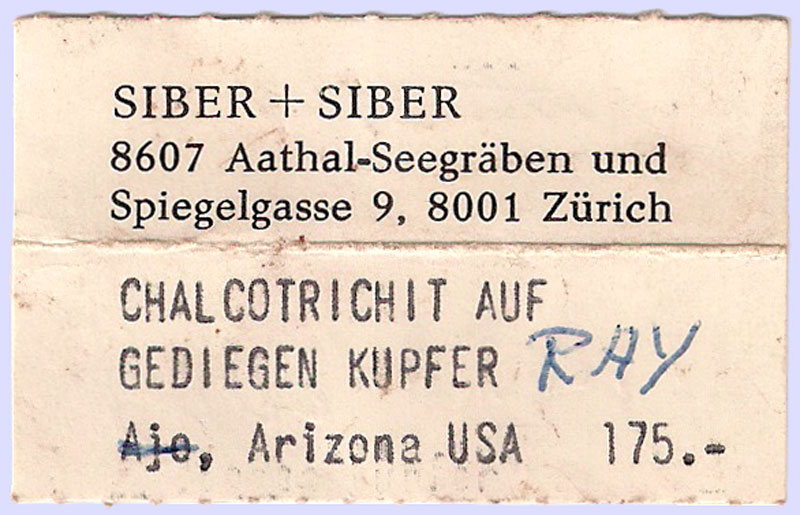 SIBER + SIBER
8607 Aathal-Seegräben und
Spiegelgasse 9, 8001 Zürich
CHALCOTRICHIT AUF
GEDIEGEN KUPFER RAY
Ajo, Arizona USA 175.-